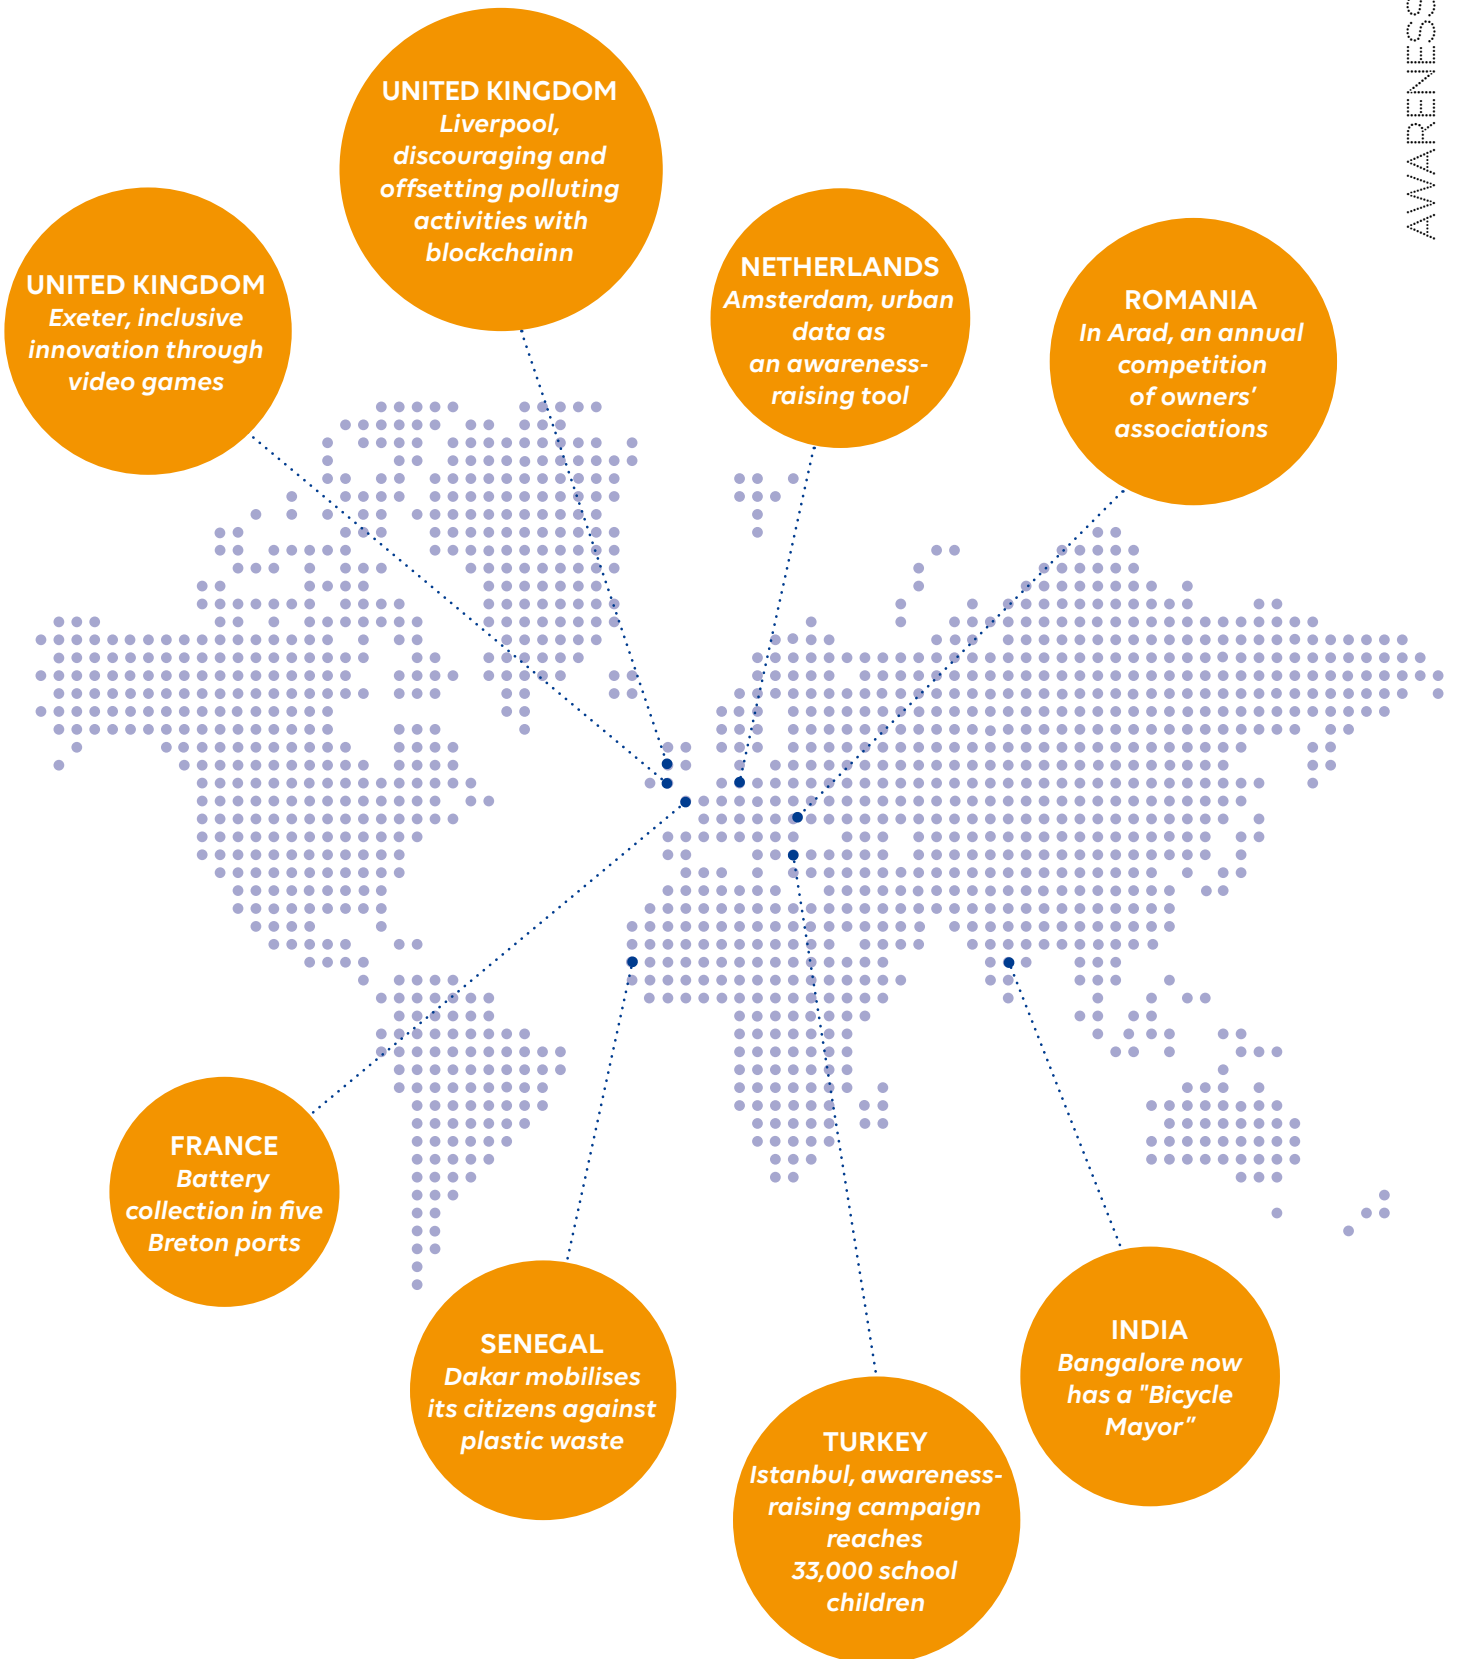 AWARENESS
UNITED KINGDOM
Liverpool,
discouraging and
offsetting polluting
activities with
blockchainn
UNITED KINGDOM
Exeter, inclusive
innovation through
video games
NETHERLANDS
Amsterdam, urban
data as
an awareness-
raising tool
ROMANIA
In Arad, an annual
competition
of owners’
associations
FRANCE
Battery
collection in five
Breton ports
SENEGAL
Dakar mobilises
its citizens against
plastic waste
TURKEY
Istanbul, awareness-
raising campaign
reaches
33,000 school
children
INDIA
Bangalore now
has a "Bicycle
Mayor"